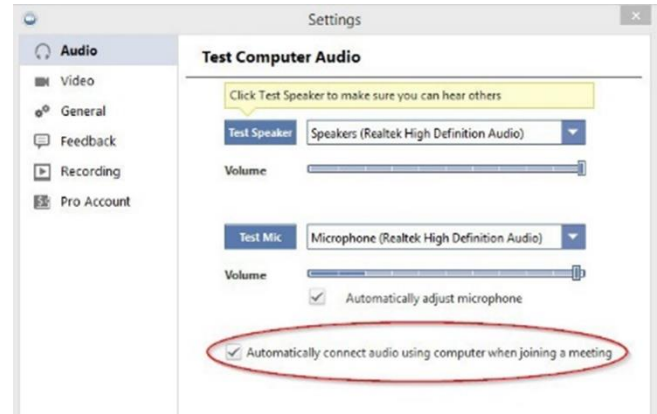 Settings
Audio
Video
General
Feedback
Recording
Pro Account
Test Computer Audio
Click Test Speaker to make sure you can hear others
Test Speaker Speakers (Realtek High Definition Audio)
Volume
Test Mic Microphone (Realtek High Definition Audio)
Volume
Automatically adjust microphone
Automatically connect audio using computer when joining a meeting